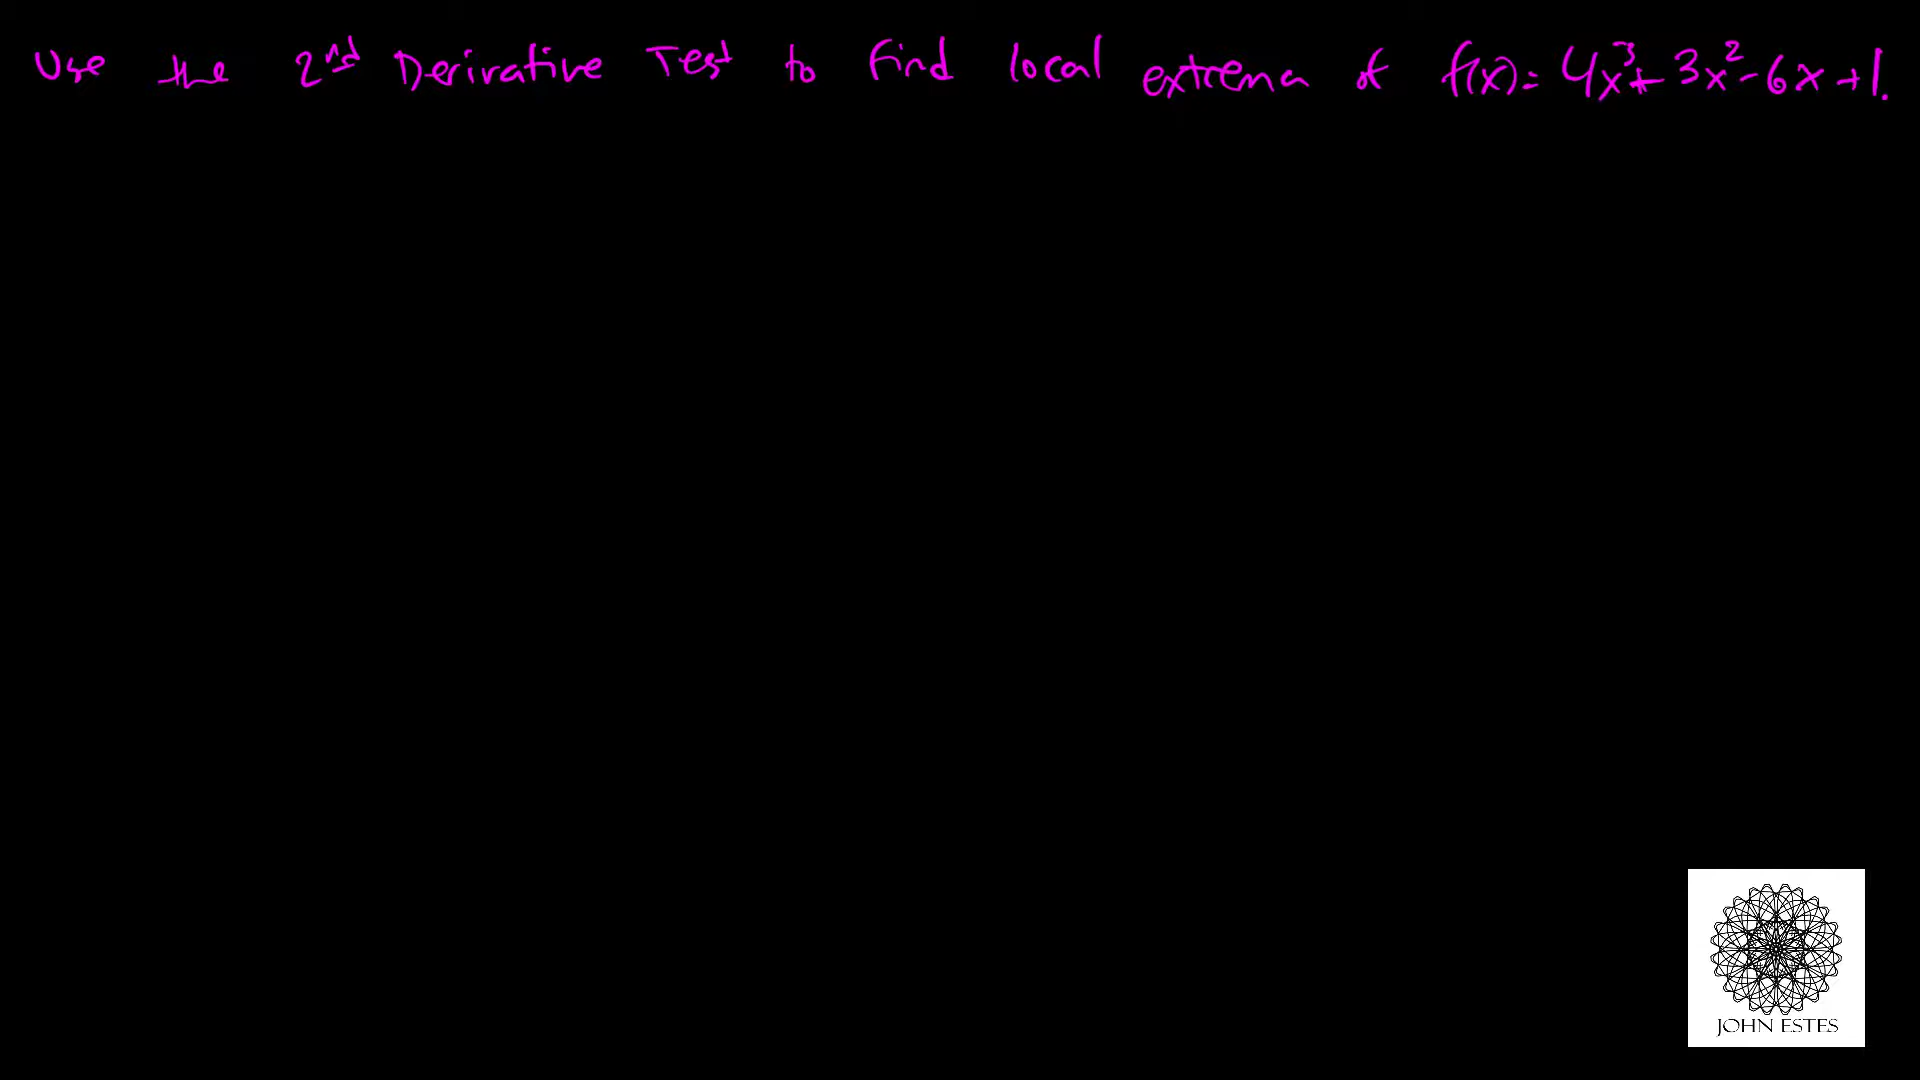 Use the 2nd Derivative Test to find local extrema of f(x)= 4x³+3x²-6x+1.
JOHN ESTES